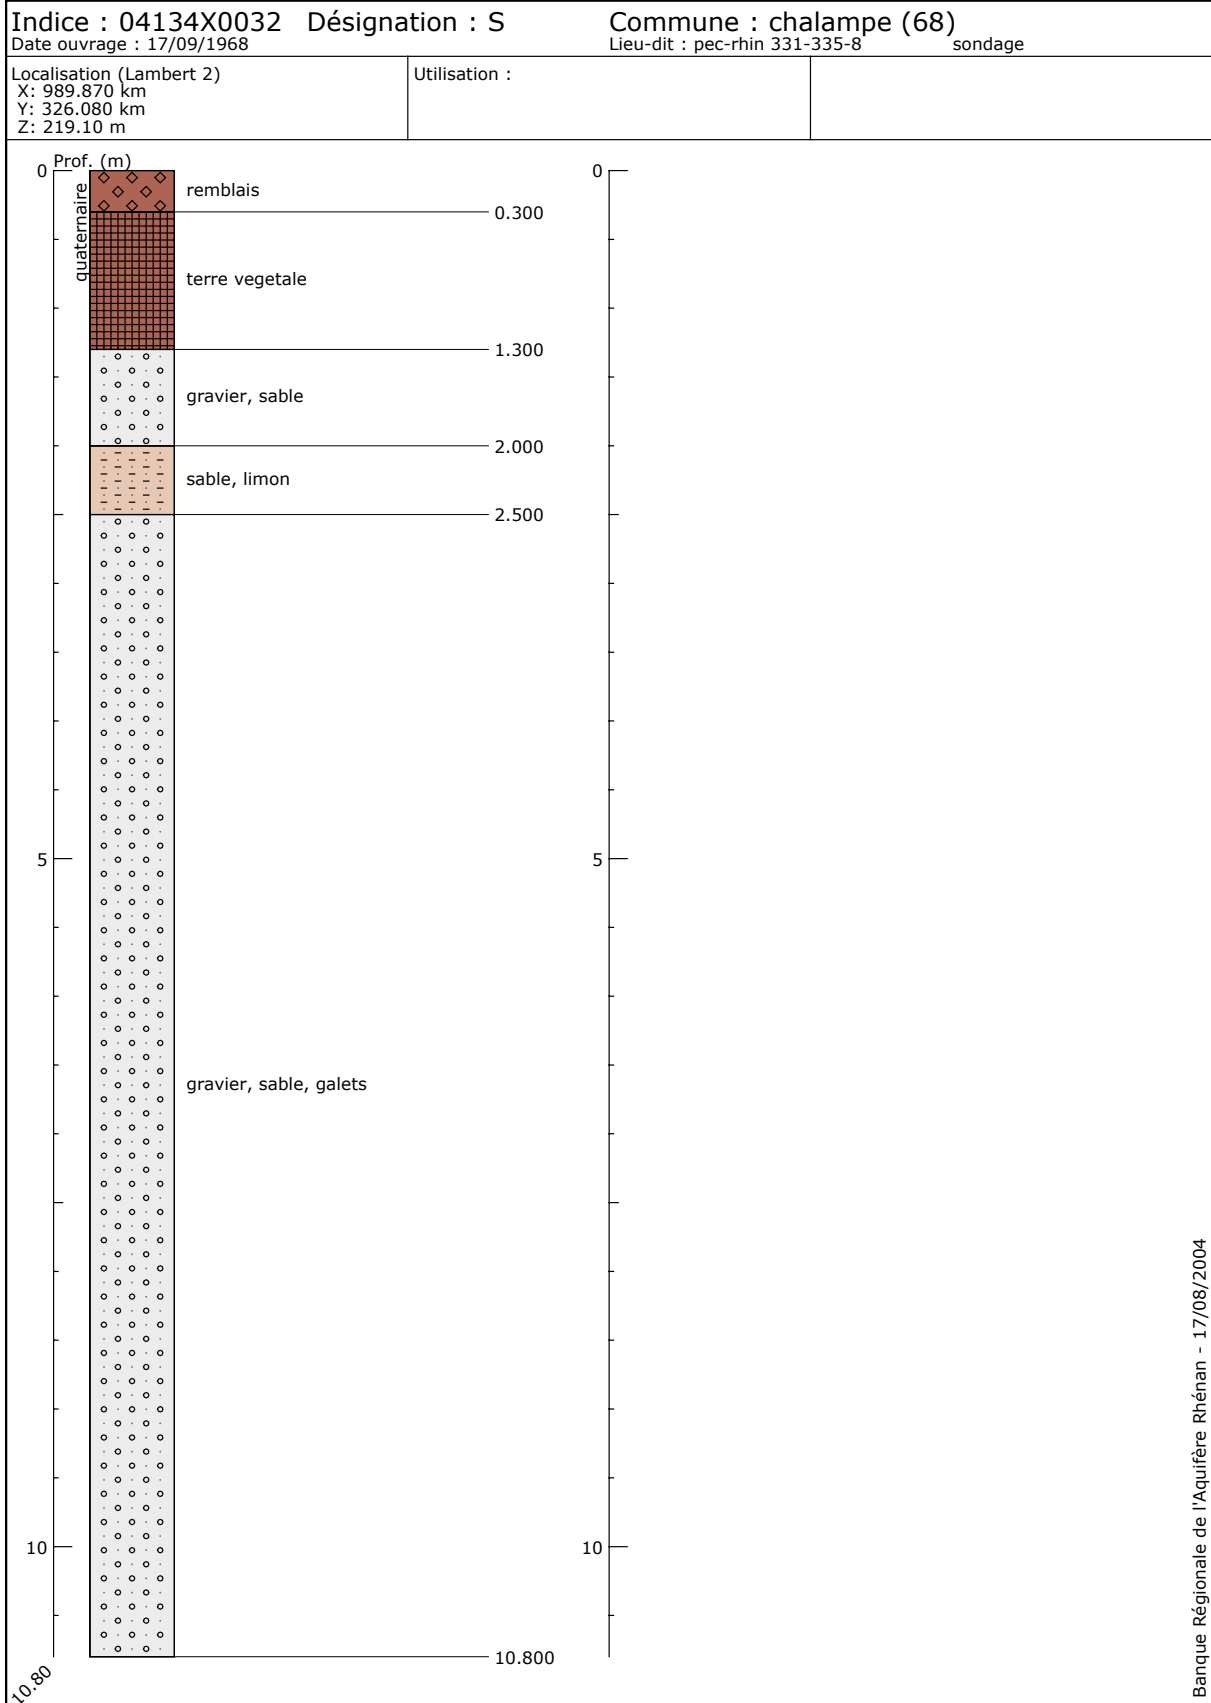 Indice : 04134X0032 Désignation : S Commune : chalampe (68)
Date ouvrage : 17/09/1968 Lieu-dit : pec-rhin 331-335-8 sondage
Localisation (Lambert 2) Utilisation :
X: 989.870 km
Y: 326.080 km
Z: 219.10 m
Prof. (m)
0 0
quaternaire
remblais
0.300
terre vegetale
1.300
gravier, sable
2.000
sable, limon
2.500
5 5
gravier, sable, galets
10 10
10.800
10.80
Banque Régionale de l'Aquifère Rhénan - 17/08/2004